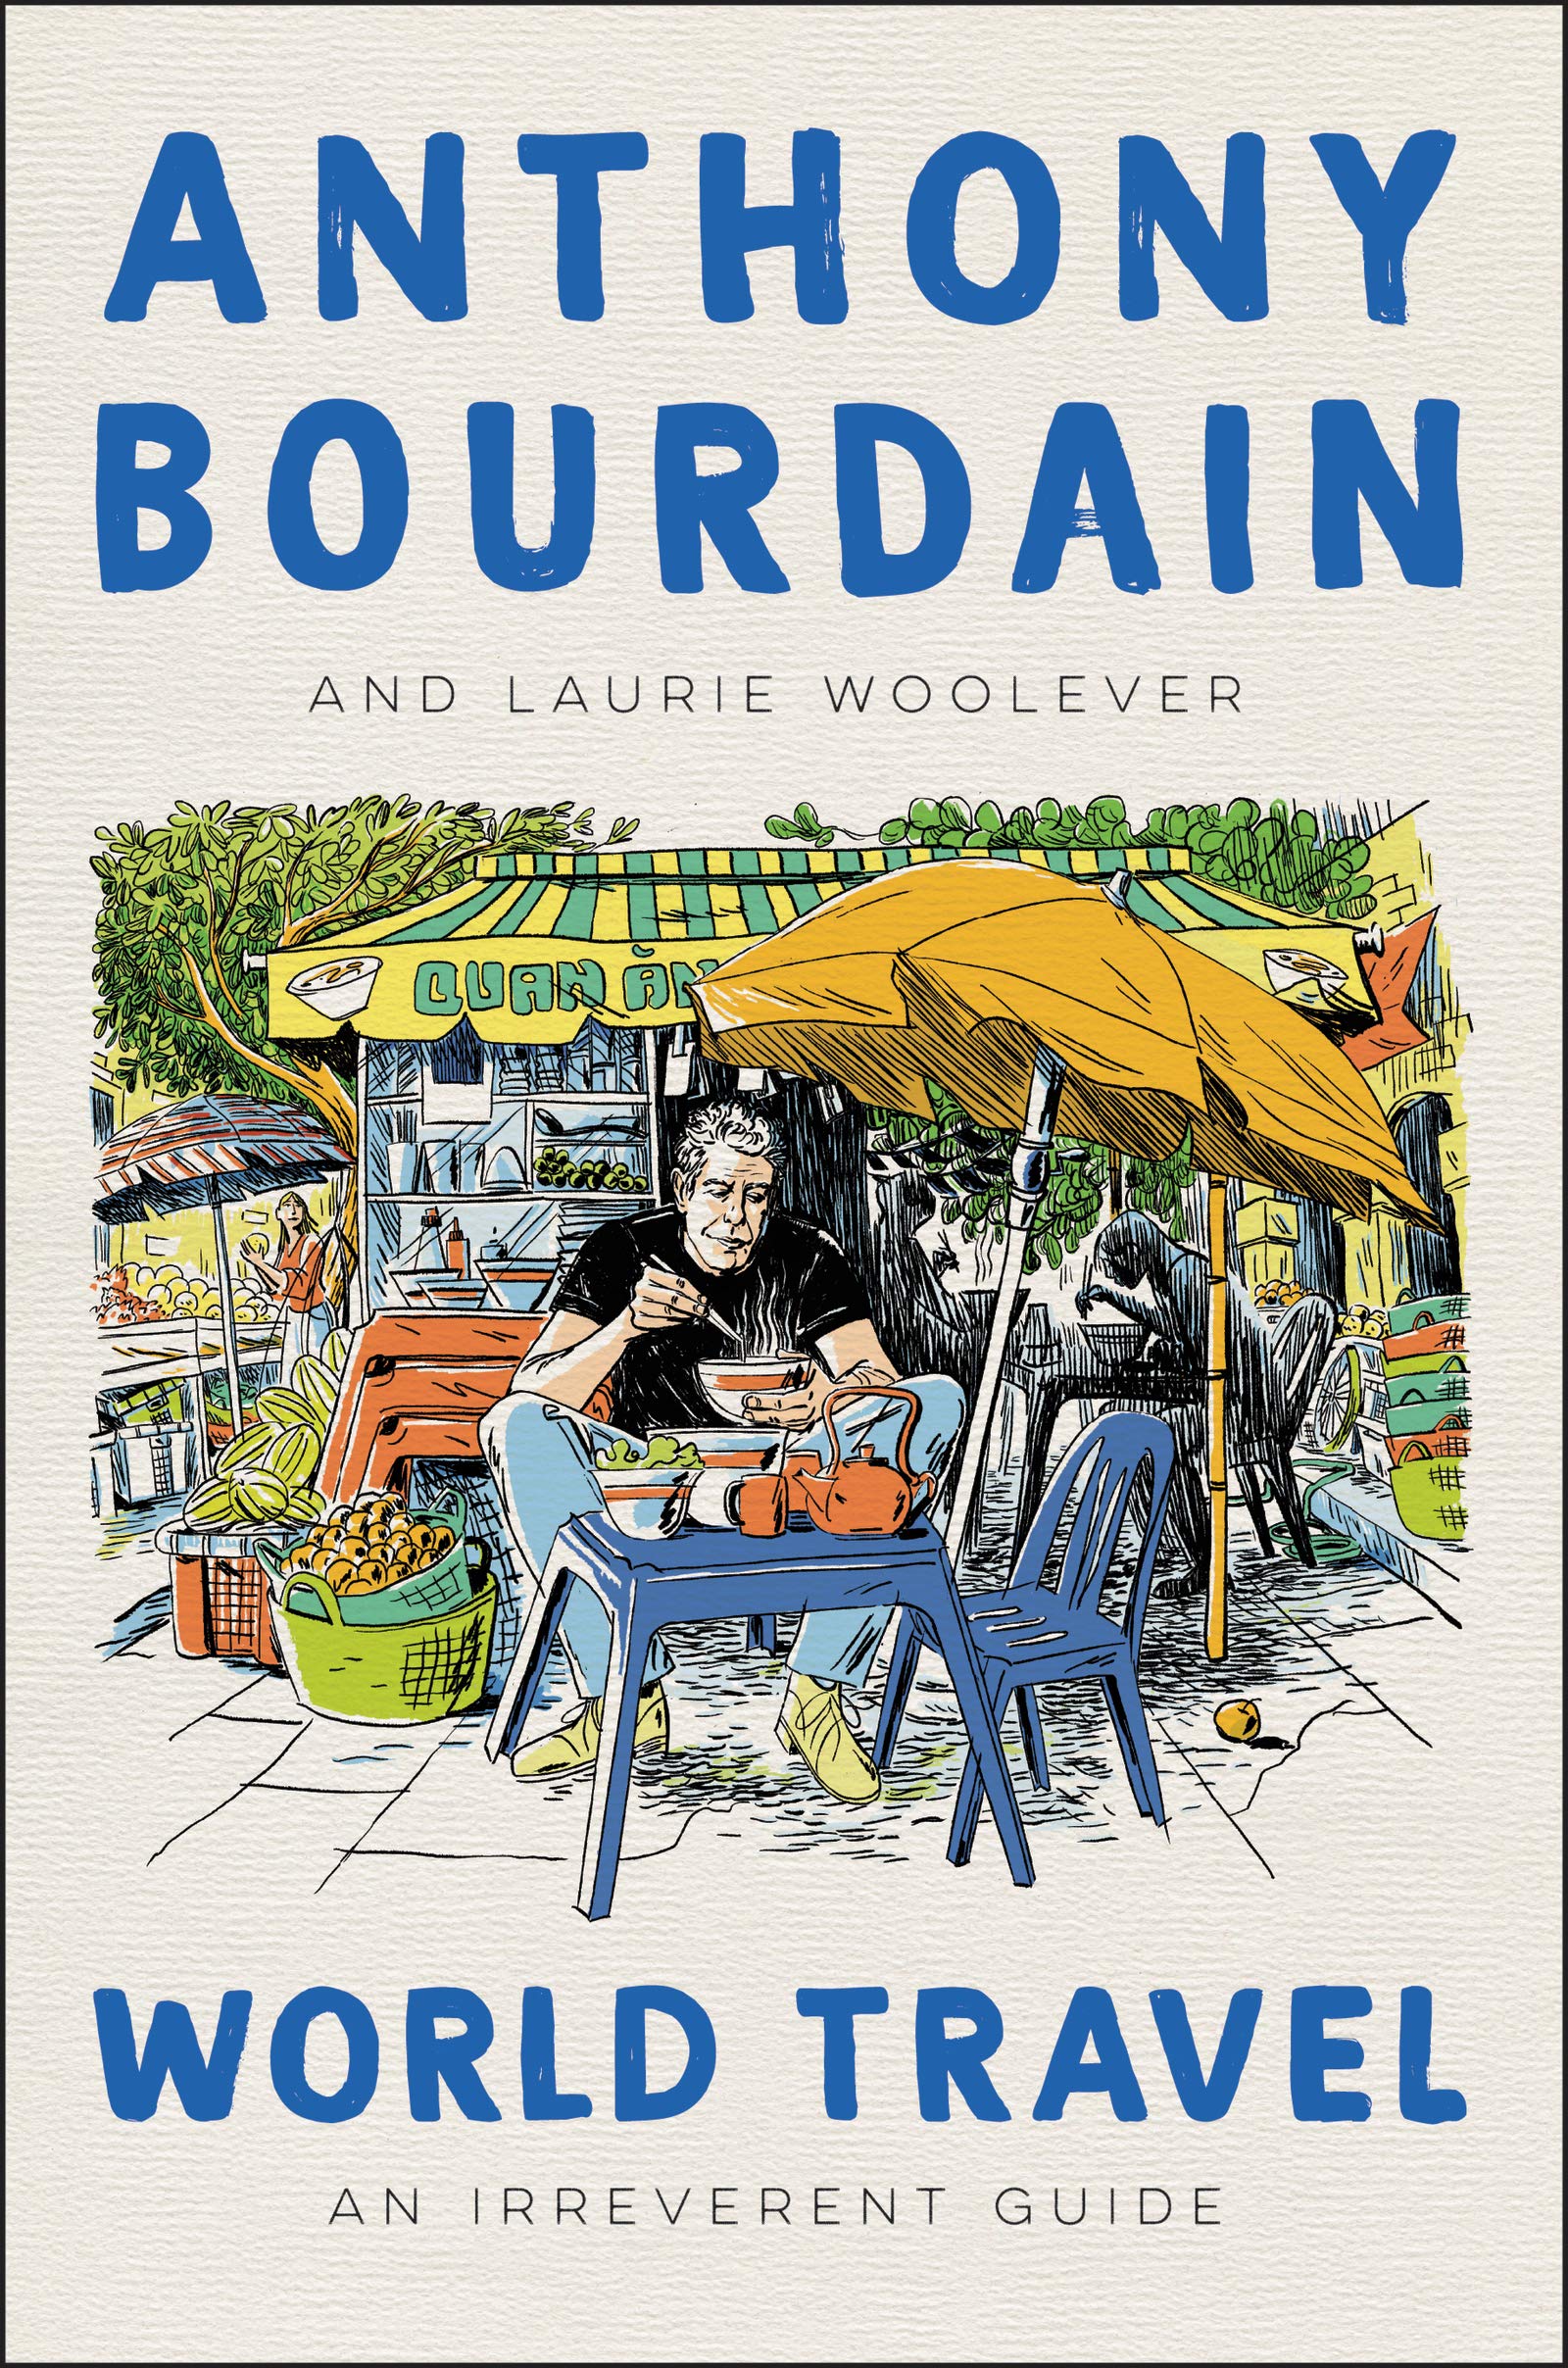 ANTHONY
BOURDAIN
AND LAURIE WOOLEVER
QUAN ĂN
WORLD TRAVEL
AN IRREVERENT GUIDE